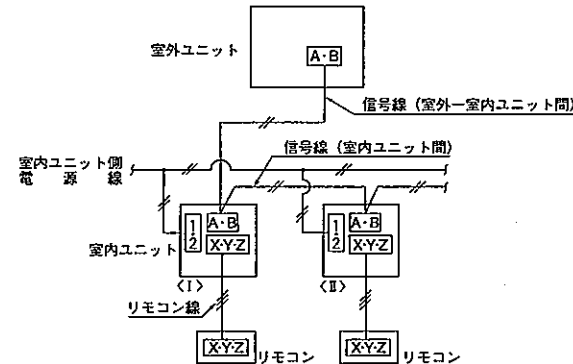 室外ユニット
A・B
信号線（室外ー室内ユニット間）
信号線（室内ユニット間）
室内ユニット側
電源線
1・2
A・B
X・Y・Z
1・2
A・B
X・Y・Z
室内ユニット
〈I〉
〈II〉
リモコン線
X・Y・Z
リモコン
X・Y・Z
リモコン